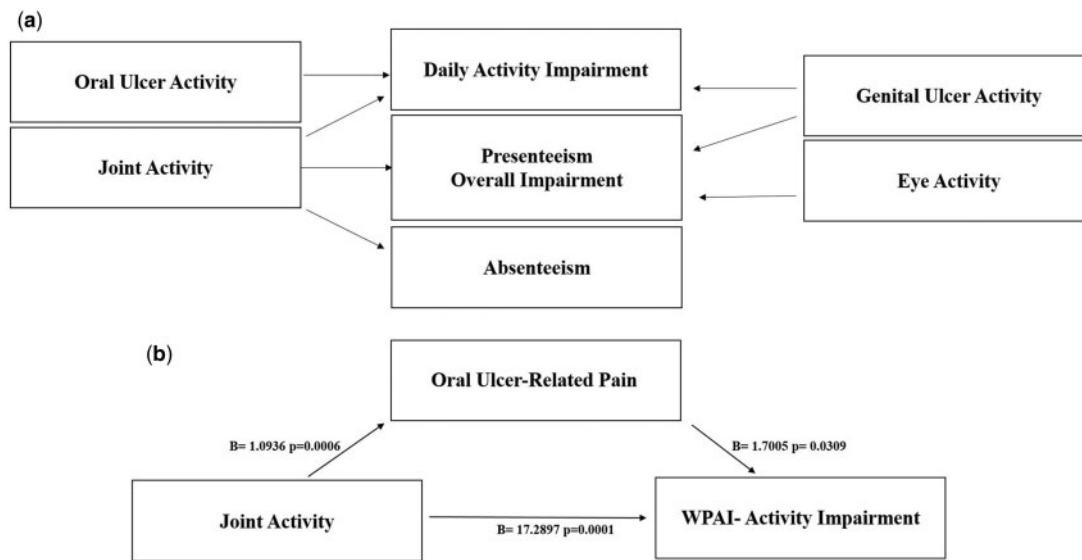 (a)
Oral Ulcer Activity
Joint Activity
Daily Activity Impairment
Presenteeism
Overall Impairment
Absenteeism
Genital Ulcer Activity
Eye Activity
(b)
Oral Ulcer-Related Pain
B= 1.0936 p=0.0006
B= 1.7005 p= 0.0309
Joint Activity
B= 17.2897 p=0.0001
WPAI- Activity Impairment